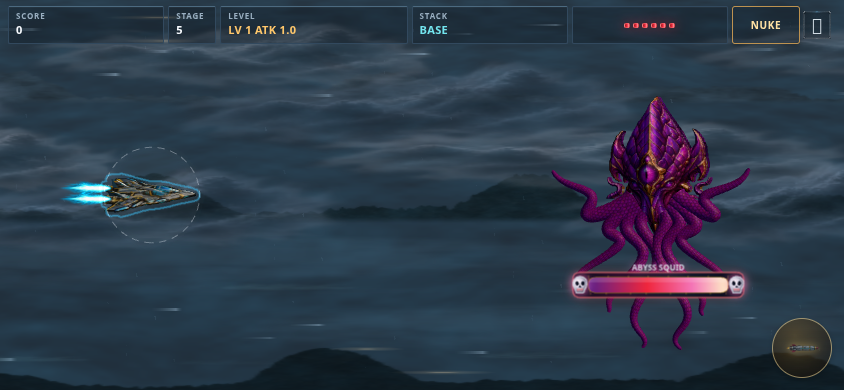 SCORE
0
STAGE
5
LEVEL
LV 1 ATK 1.0
STACK
BASE
NUKE
ABYSS SQUID